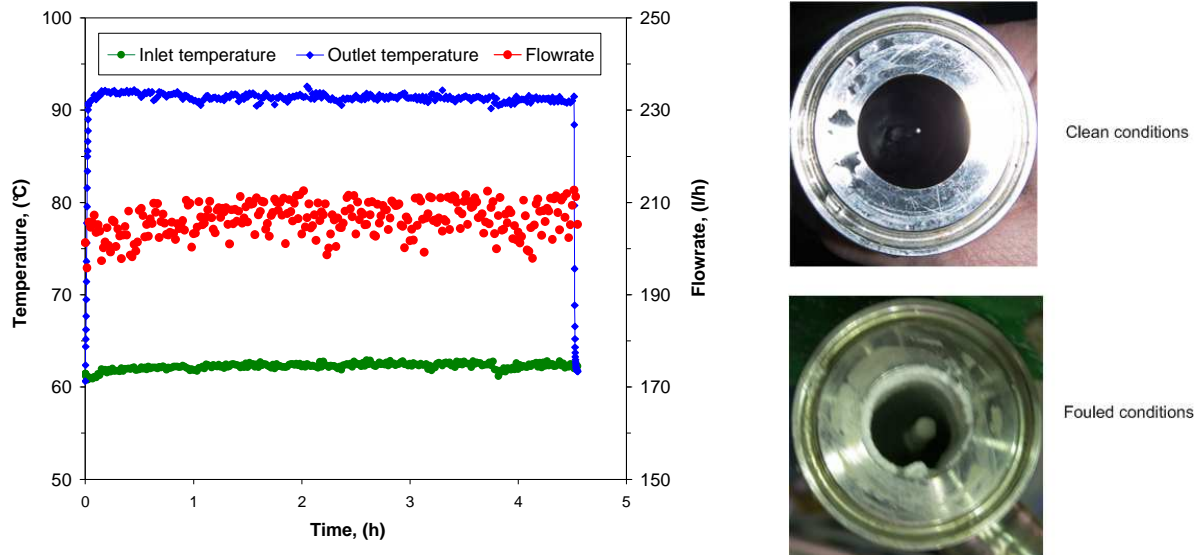 100
90
80
70
60
50
Temperature, (°C)
Inlet temperature
Outlet temperature
Flowrate
250
230
210
190
170
150
Flowrate, (l/h)
0
1
2
3
4
5
Time, (h)
Clean conditions
Fouled conditions